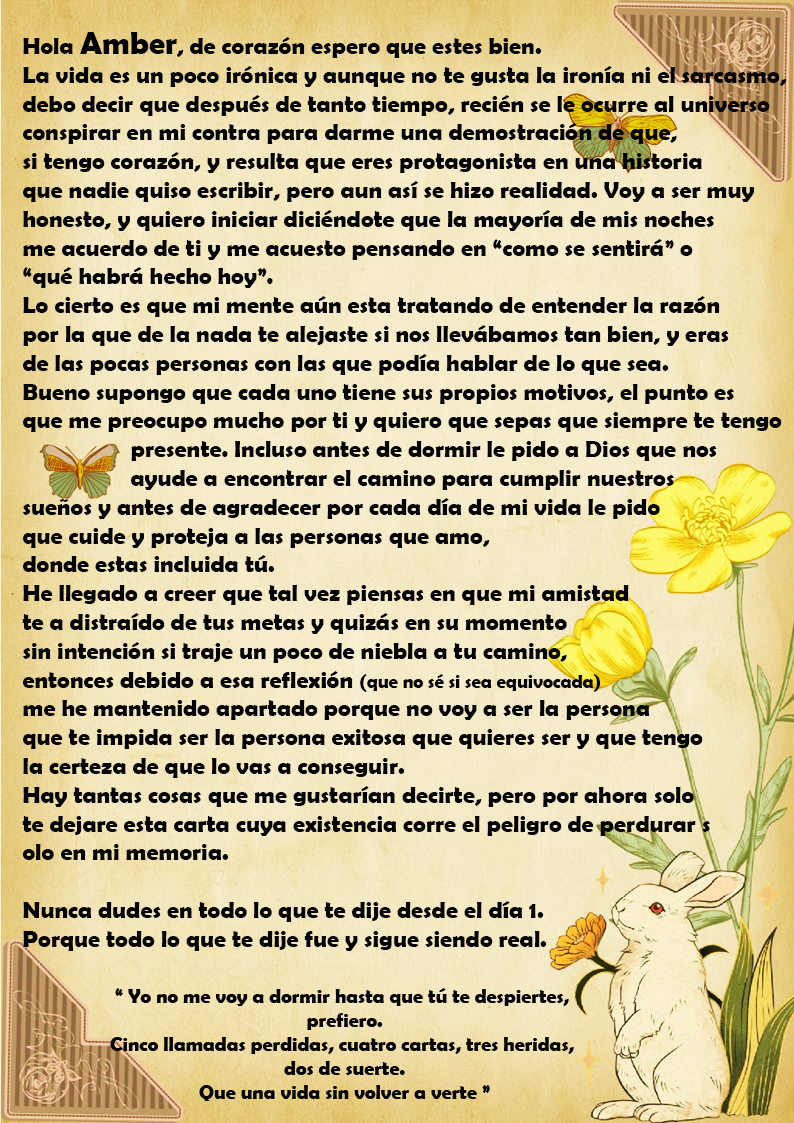 Hola Amber, de corazón espero que estes bien.
La vida es un poco irónica y aunque no te gusta la ironía ni el sarcasmo,
debo decir que después de tanto tiempo, recién se le ocurre al universo
conspirar en mi contra para darme una demostración de que,
si tengo corazón, y resulta que eres protagonista en una historia
que nadie quiso escribir, pero aun así se hizo realidad. Voy a ser muy
honesto, y quiero iniciar diciéndote que la mayoría de mis noches
me acuerdo de ti y me acuesto pensando en “como se sentirá” o
“qué habrá hecho hoy”.
Lo cierto es que mi mente aún esta tratando de entender la razón
por la que de la nada te alejaste si nos llevábamos tan bien, y eras
de las pocas personas con las que podía hablar de lo que sea.
Bueno supongo que cada uno tiene sus propios motivos, el punto es
que me preocupo mucho por ti y quiero que sepas que siempre te tengo
presente. Incluso antes de dormir le pido a Dios que nos
ayude a encontrar el camino para cumplir nuestros
sueños y antes de agradecer por cada día de mi vida le pido
que cuide y proteja a las personas que amo,
donde estas incluida tú.
He llegado a creer que tal vez piensas en que mi amistad
te a distraído de tus metas y quizás en su momento
sin intención si traje un poco de niebla a tu camino,
entonces debido a esa reflexión (que no sé si sea equivocada)
me he mantenido apartado porque no voy a ser la persona
que te impida ser la persona exitosa que quieres ser y que tengo
la certeza de que lo vas a conseguir.
Hay tantas cosas que me gustarían decirte, pero por ahora solo
te dejare esta carta cuya existencia corre el peligro de perdurar s
olo en mi memoria.
Nunca dudes en todo lo que te dije desde el día 1.
Porque todo lo que te dije fue y sigue siendo real.
“ Yo no me voy a dormir hasta que tú te despiertes,
prefiero.
Cinco llamadas perdidas, cuatro cartas, tres heridas,
dos de suerte.
Que una vida sin volver a verte ”